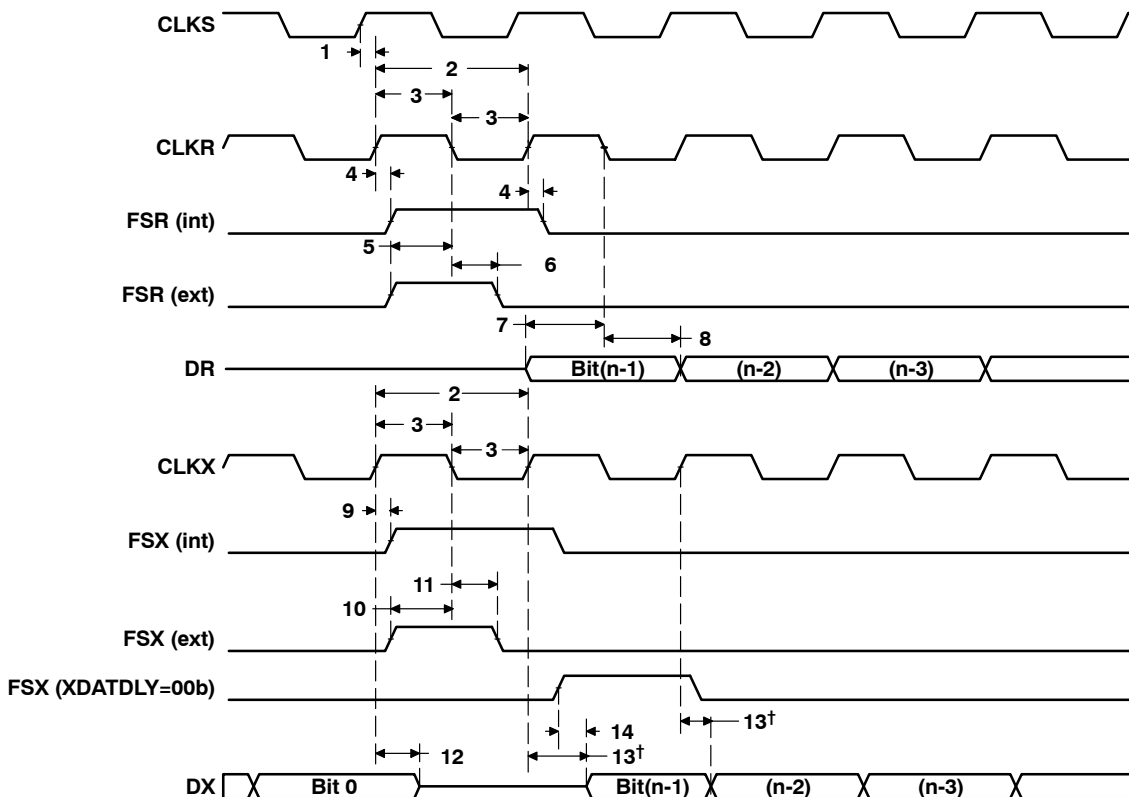 CLKS
1
2
3
3
CLKR
4
4
FSR (int)
5
6
FSR (ext)
7
8
DR
Bit(n-1)
(n-2)
(n-3)
2
3
3
CLKX
9
FSX (int)
11
10
FSX (ext)
FSX (XDATDLY=00b)
13†
14
12
13†
DX
Bit 0
Bit(n-1)
(n-2)
(n-3)